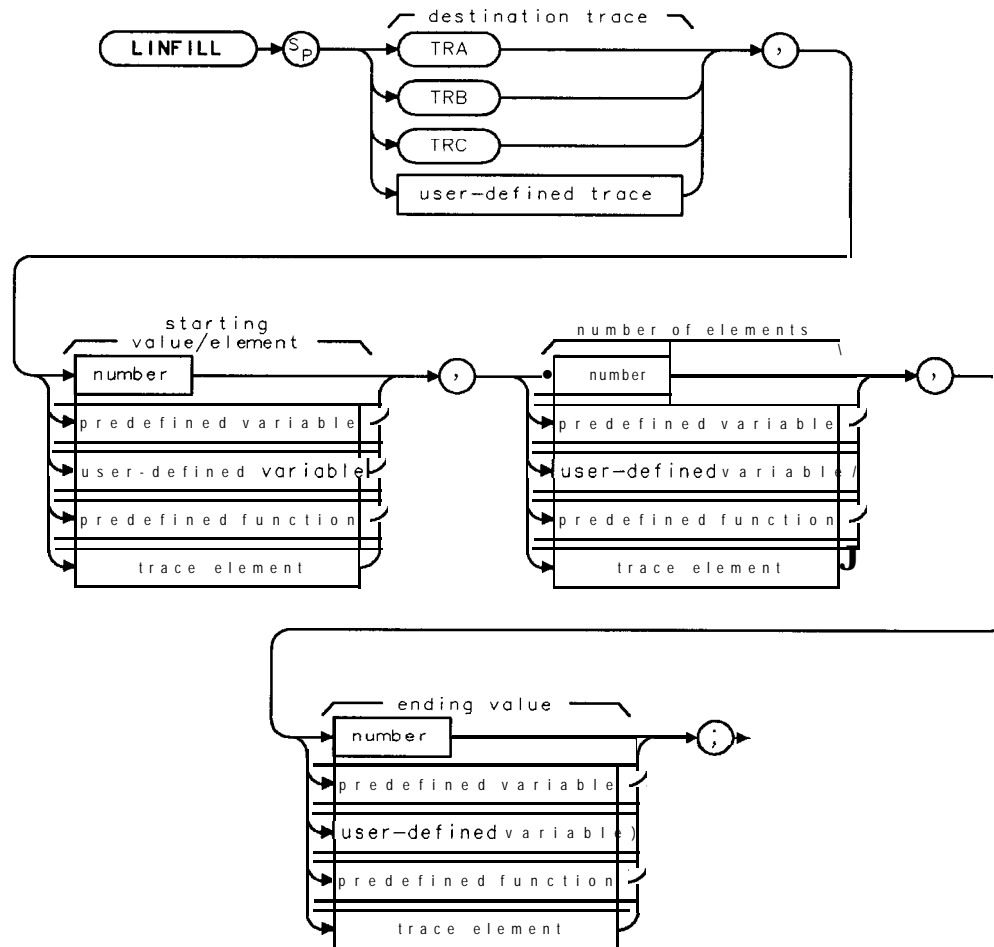 destination trace
LINFILL SP TRA ,
TRB
TRC
user-defined trace
starting
value/element
number of elements
number , number ,
predefined variable predefined variable
user-defined variable user-defined variable
predefined function predefined function
trace element trace element
ending value
number ;
predefined variable
(user-defined variable)
predefined function
trace element